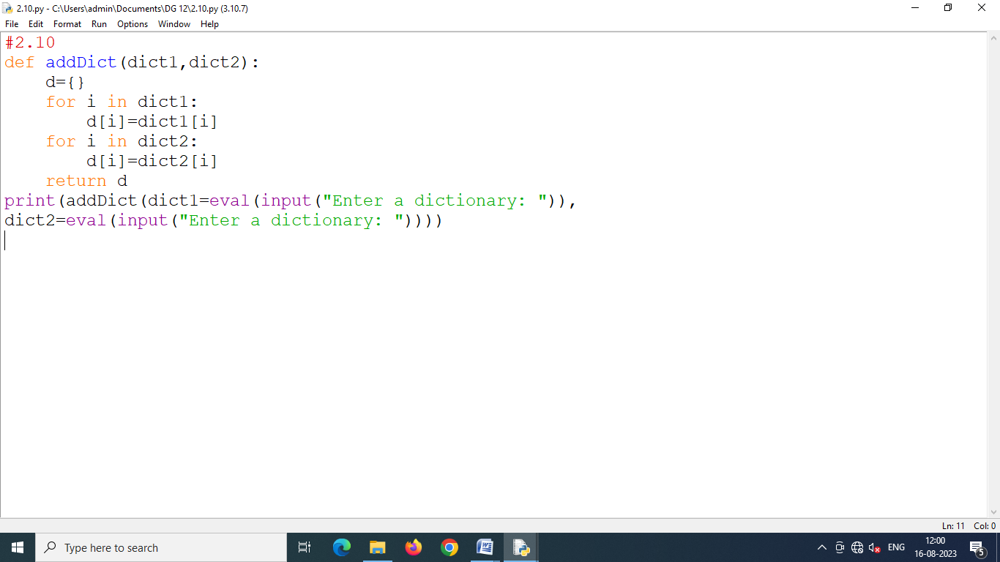 2.10.py - C:\Users\admin\Documents\DG 12\2.10.py (3.10.7)
File Edit Format Run Options Window Help
#2.10
def addDict(dict1,dict2):
    d={}
    for i in dict1:
        d[i]=dict1[i]
    for i in dict2:
        d[i]=dict2[i]
    return d
print(addDict(dict1=eval(input("Enter a dictionary: ")),
dict2=eval(input("Enter a dictionary: "))))
Ln: 11 Col: 0
Type here to search
ENG
12:00
16-08-2023
5